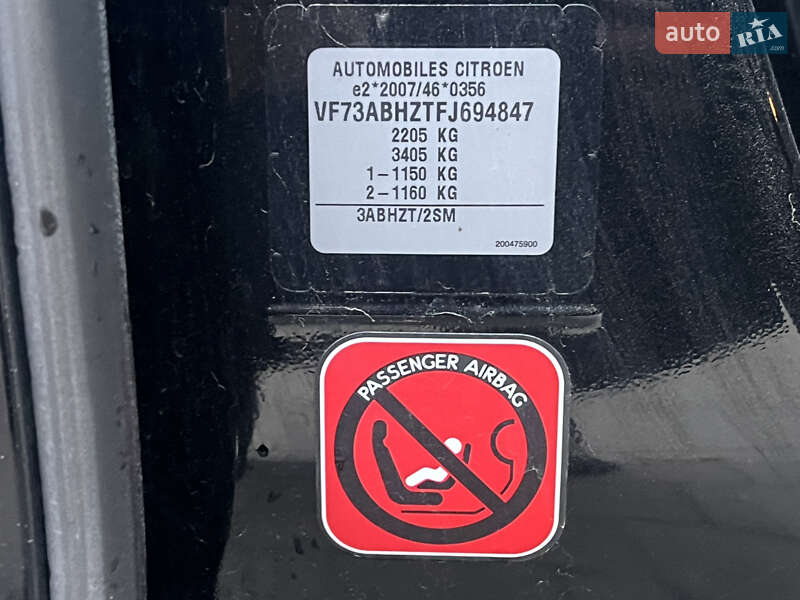 auto RIA.com
AUTOMOBILES CITROEN
e2*2007/46*0356
VF73ABHZTFJ694847
2205 KG
3405 KG
1-1150 KG
2-1160 KG
3ABHZT/2SM
200475900
PASSENGER AIRBAG